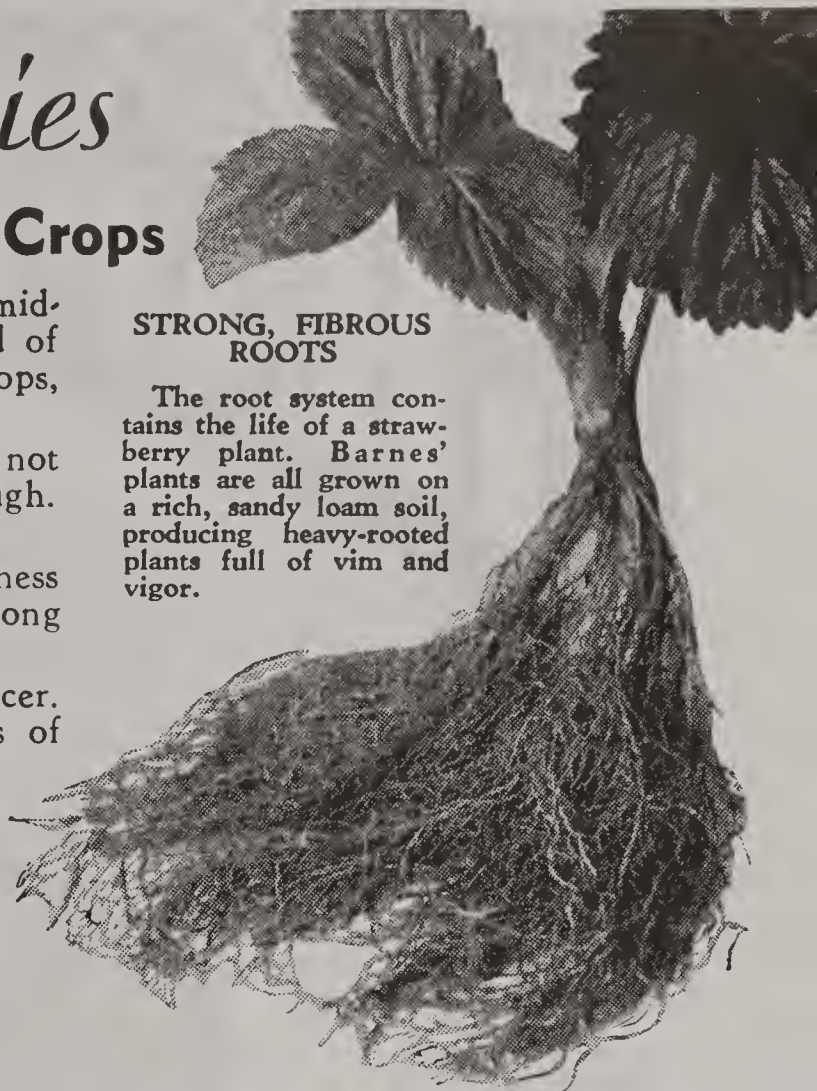 ies
Crops
mid-
of
ops,
not
ugh.
ness
ong
cer.
s of
STRONG, FIBROUS
ROOTS
The root system con-
tains the life of a straw-
berry plant. Barnes'
plants are all grown on
a rich, sandy loam soil,
producing heavy-rooted
plants full of vim and
vigor.